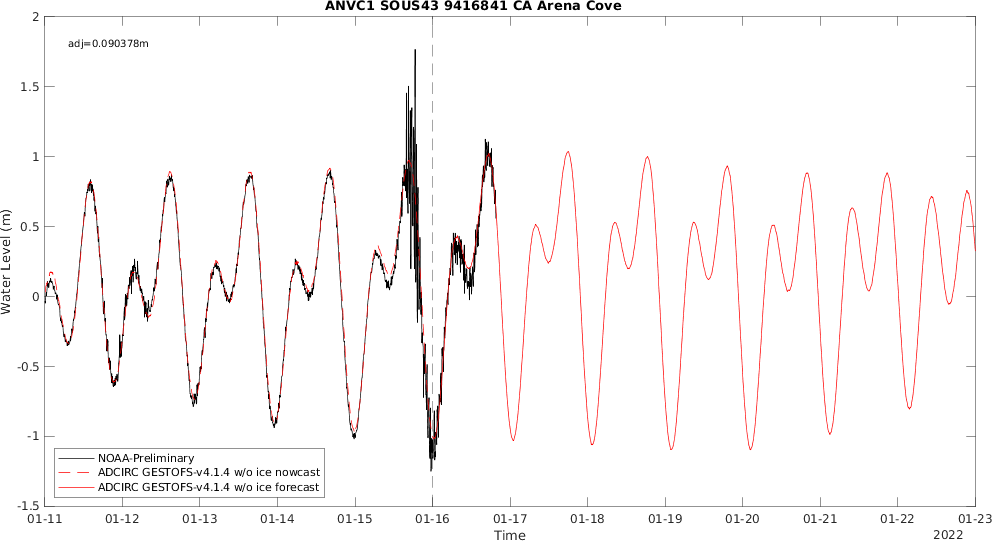 ANVC1 SOUS43 9416841 CA Arena Cove
adj=0.090378m
2
1.5
1
0.5
0
-0.5
-1
-1.5
Water Level (m)
NOAA-Preliminary
ADCIRC GESTOFS-v4.1.4 w/o ice nowcast
ADCIRC GESTOFS-v4.1.4 w/o ice forecast
01-11 01-12 01-13 01-14 01-15 01-16 01-17 01-18 01-19 01-20 01-21 01-22 01-23
Time
2022